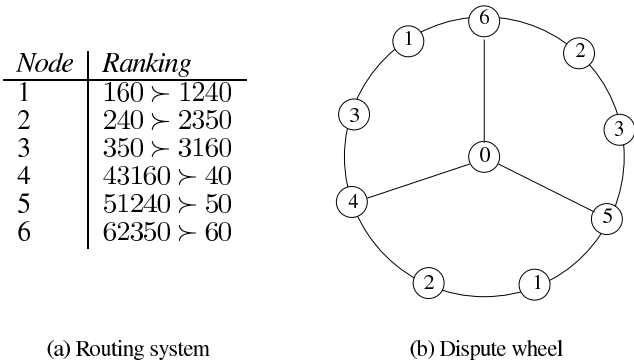 Node Ranking
1 160 ≻ 1240
2 240 ≻ 2350
3 350 ≻ 3160
4 43160 ≻ 40
5 51240 ≻ 50
6 62350 ≻ 60
(a) Routing system
6
1
2
3
3
0
4
5
2
1
(b) Dispute wheel